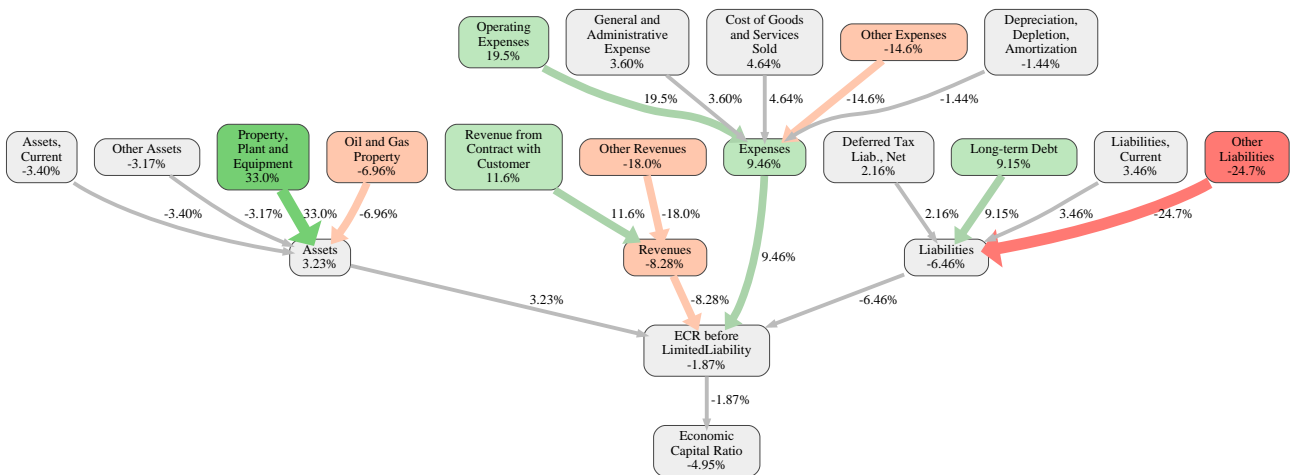 Operating
Expenses
19.5%
General and
Administrative
Expense
3.60%
Cost of Goods
and Services
Sold
4.64%
Other Expenses
-14.6%
Depreciation,
Depletion,
Amortization
-1.44%
19.5%
3.60%
4.64%
-14.6%
-1.44%
Assets,
Current
-3.40%
Other Assets
-3.17%
Property,
Plant and
Equipment
33.0%
Oil and Gas
Property
-6.96%
Revenue from
Contract with
Customer
11.6%
Other Revenues
-18.0%
Expenses
9.46%
Deferred Tax
Liab., Net
2.16%
Long-term Debt
9.15%
Liabilities,
Current
3.46%
Other
Liabilities
-24.7%
-3.40%
-3.17%
33.0%
-6.96%
11.6%
-18.0%
9.46%
2.16%
9.15%
3.46%
-24.7%
Assets
3.23%
Revenues
-8.28%
Liabilities
-6.46%
3.23%
-8.28%
-6.46%
ECR before
LimitedLiability
-1.87%
-1.87%
Economic
Capital Ratio
-4.95%